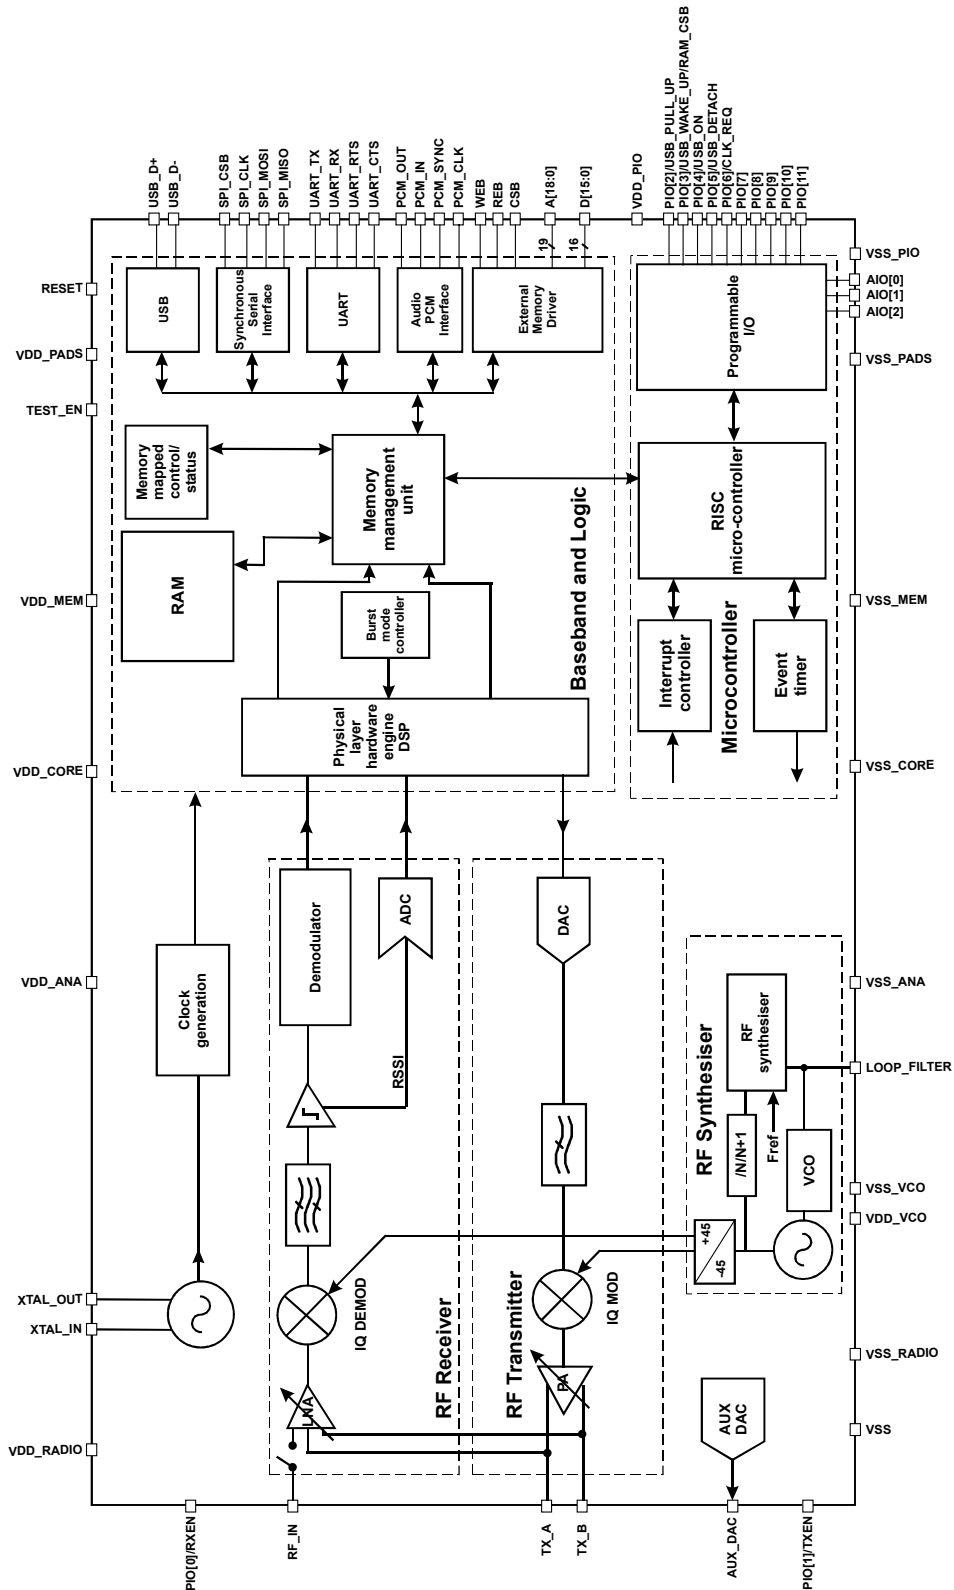 USB_D+
USB_D-
SPI_CSB
SPI_CLK
SPI_MOSI
SPI_MISO
UART_TX
UART_RX
UART_RTS
UART_CTS
PCM_OUT
PCM_IN
PCM_SYNC
PCM_CLK
WEB
REB
CSB
A[18:0]
D[15:0]
VDD_PIO
PIO[2]/USB_PULL_UP
PIO[3]/USB_WAKE_UP/RAM_CSB
PIO[4]/USB_ON
PIO[5]/USB_DETACH
PIO[6]/CLK_REQ
PIO[7]
PIO[8]
PIO[9]
PIO[10]
PIO[11]
19
16
RESET
VDD_PADS
TEST_EN
VDD_MEM
VDD_CORE
VDD_ANA
XTAL_OUT
XTAL_IN
VDD_RADIO
VSS_PIO
AIO[0]
AIO[1]
AIO[2]
VSS_PADS
VSS_MEM
VSS_CORE
VSS_ANA
LOOP_FILTER
VSS_VCO
VDD_VCO
VSS_RADIO
VSS
USB
Synchronous
Serial
Interface
UART
Audio
PCM
Interface
External
Memory
Driver
Programmable
I/O
Memory
mapped
control/
status
Memory
management
unit
RAM
Burst
mode
controller
Physical
layer
hardware
engine
DSP
Baseband and Logic
RISC
micro-controller
Interrupt
controller
Event
timer
Microcontroller
Clock
generation
Demodulator
ADC
RSSI
IQ DEMOD
LNA
RF Receiver
DAC
IQ MOD
PA
RF Transmitter
RF Synthesiser
RF
synthesiser
/N/N+1
Fref
VCO
+45
-45
AUX
DAC
PIO[0]/RXEN
RF_IN
TX_A
TX_B
AUX_DAC
PIO[1]/TXEN